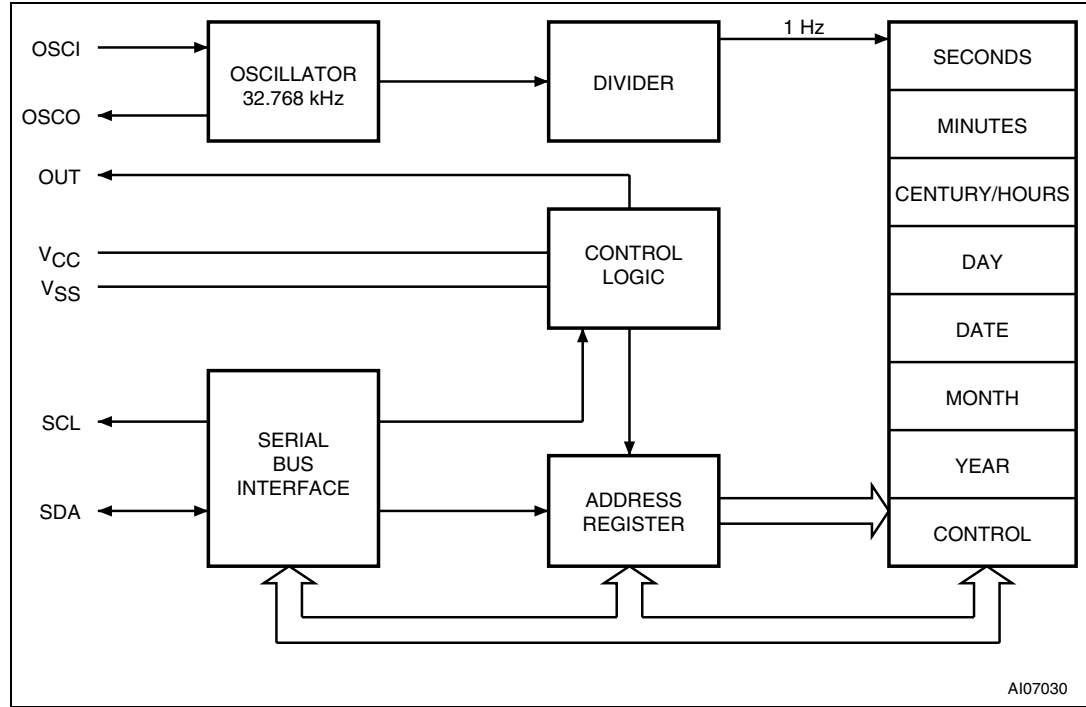 OSCI
OSCO
OSCILLATOR
32.768 kHz
DIVIDER
1 Hz
OUT
VCC
VSS
CONTROL
LOGIC
SCL
SDA
SERIAL
BUS
INTERFACE
ADDRESS
REGISTER
SECONDS
MINUTES
CENTURY/HOURS
DAY
DATE
MONTH
YEAR
CONTROL
AI07030